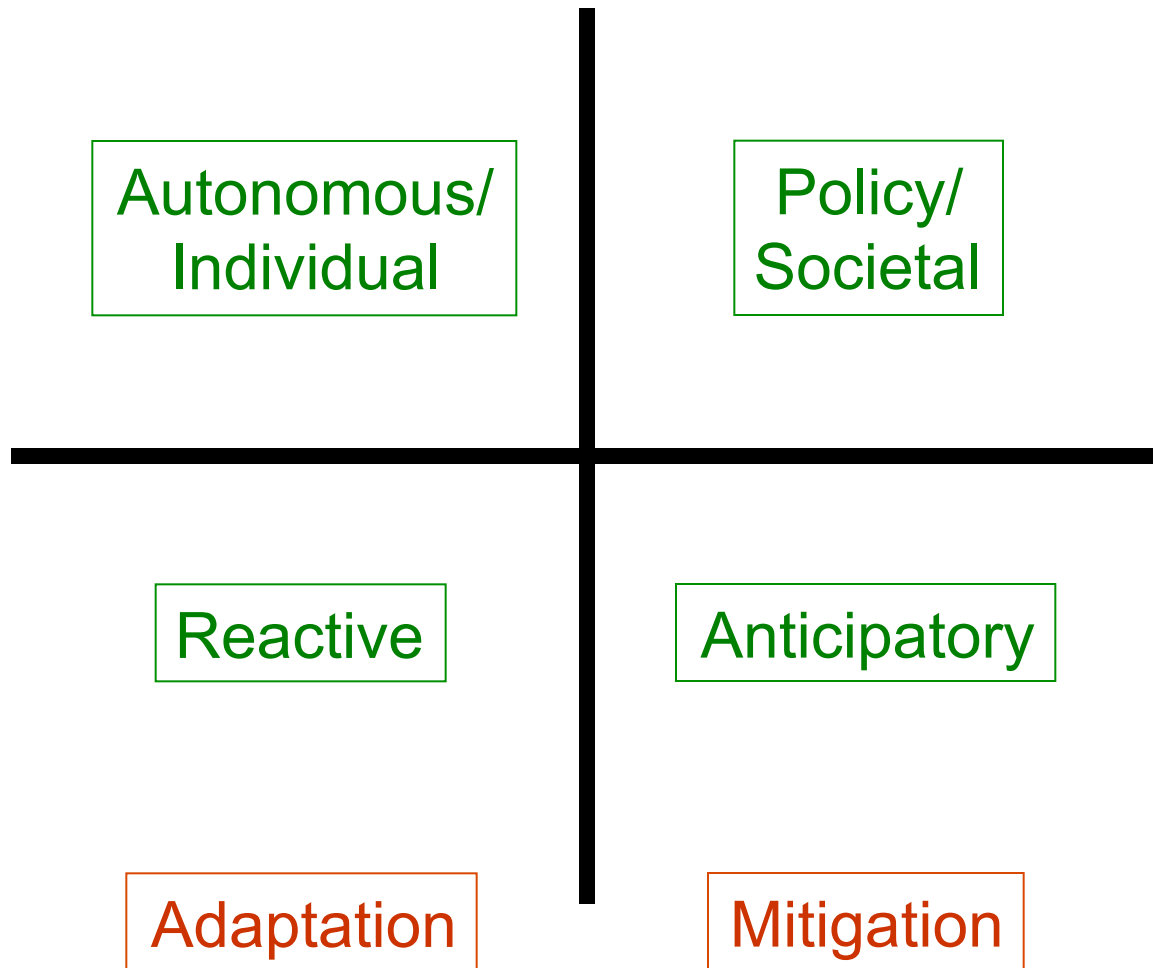 Autonomous/
Individual
Policy/
Societal
Reactive
Anticipatory
Adaptation
Mitigation